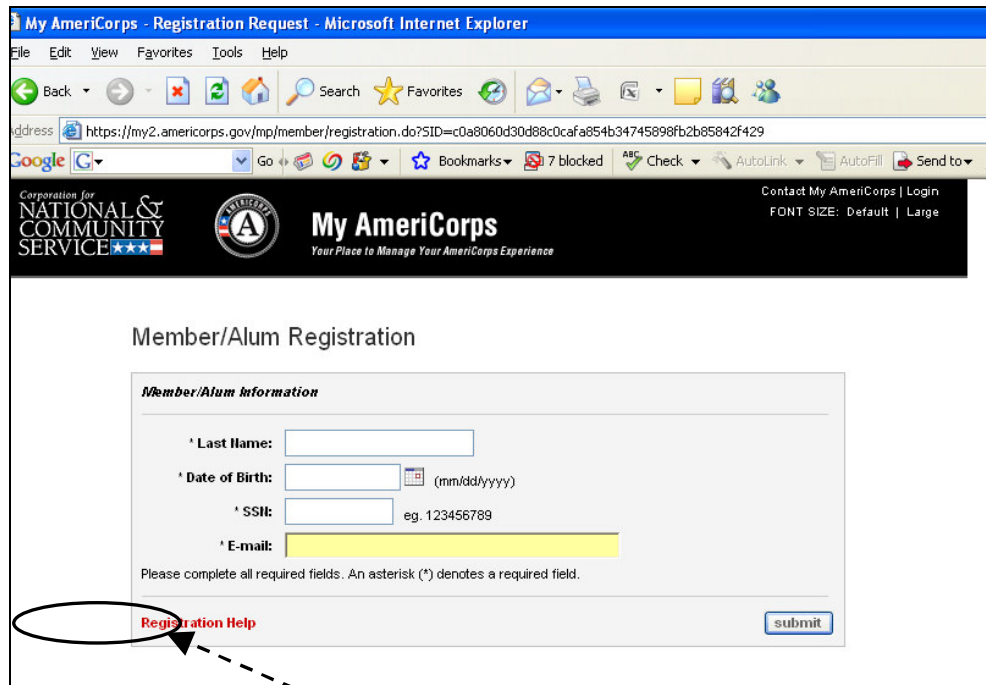 My AmeriCorps - Registration Request - Microsoft Internet Explorer
File Edit View Favorites Tools Help
Back Search Favorites
Address https://my2.americorps.gov/mp/member/registration.do?SID=c0a8060d30d88c0cafa854b34745898fb2b85842f429
Google G Go Bookmarks 7 blocked ABC Check AutoLink AutoFill Send to
Contact My AmeriCorps | Login
FONT SIZE: Default | Large
Corporation for
NATIONAL &
COMMUNITY
SERVICE
AMERICORPS
A
My AmeriCorps
Your Place to Manage Your AmeriCorps Experience
Member/Alum Registration
Member/Alum Information
* Last Name:
* Date of Birth: (mm/dd/yyyy)
* SSN: eg. 123456789
* E-mail:
Please complete all required fields. An asterisk (*) denotes a required field.
Registration Help submit